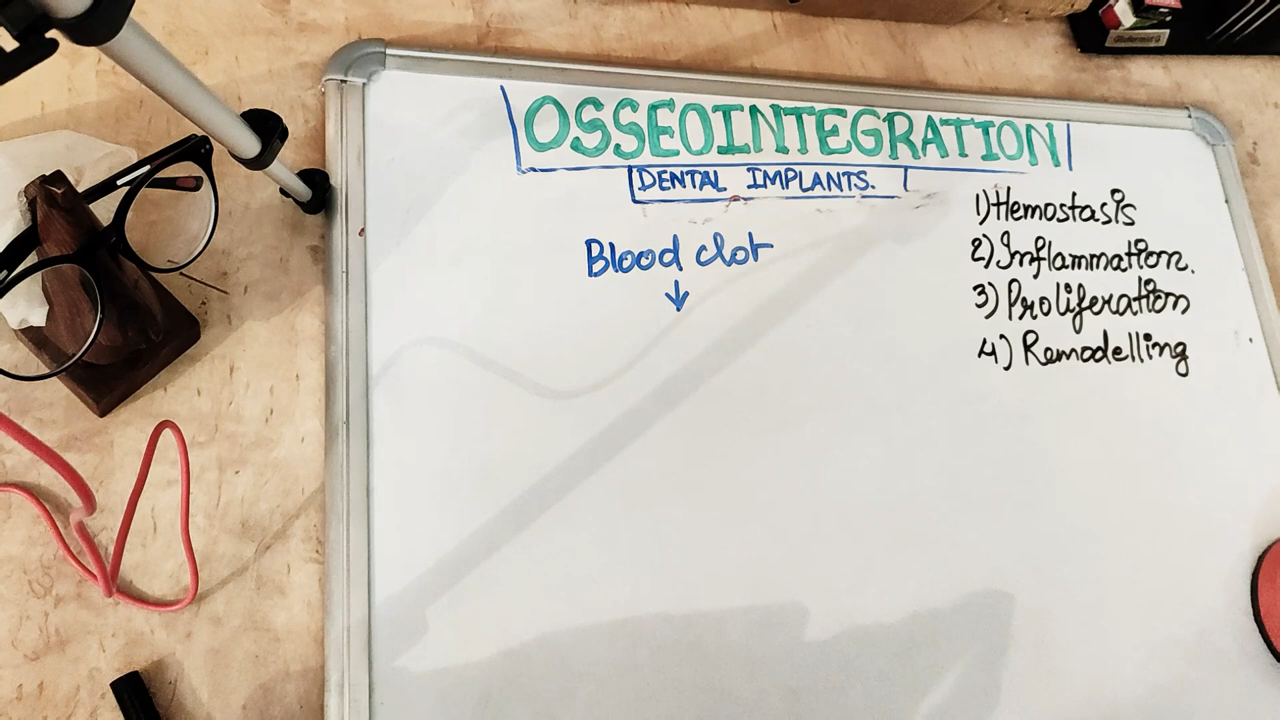 OSSEOINTEGRATION
DENTAL IMPLANTS.
Blood clot
↓
1) Hemostasis
2) Inflammation.
3) Proliferation
4) Remodelling